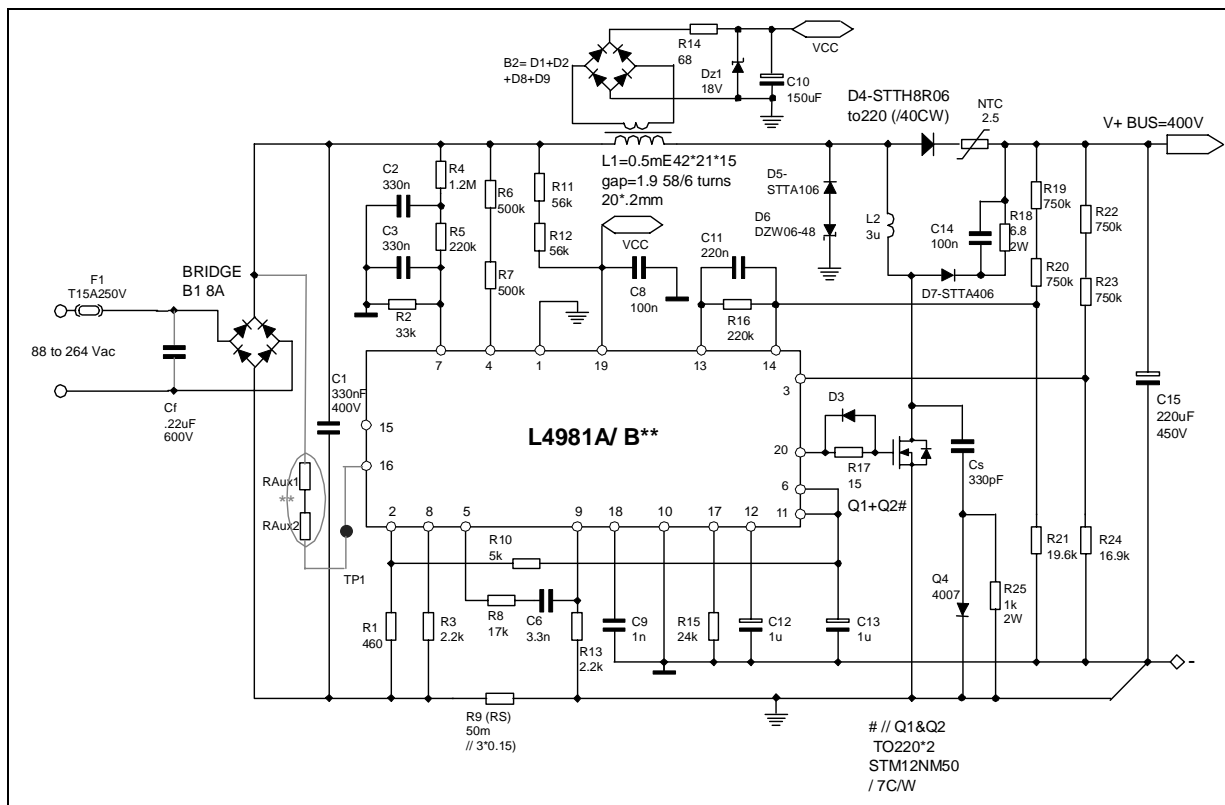 B2= D1+D2
+D8+D9
R14
68
Dz1
18V
VCC
C10
150uF
D4-STTH8R06
to220 (/40CW)
NTC
2.5
V+ BUS=400V
L1=0.5mE42*21*15
gap=1.9 58/6 turns
20*.2mm
C2
330n
R4
1.2M
R6
500k
R11
56k
D5-
STTA106
R19
750k
R22
750k
L2
3u
R18
6.8
2W
C14
100n
C3
330n
R5
220k
R12
56k
VCC
C11
220n
D6
DZW06-48
D7-STTA406
R20
750k
R23
750k
R7
500k
C8
100n
R2
33k
R16
220k
F1
T15A250V
BRIDGE
B1 8A
88 to 264 Vac
Cf
.22uF
600V
C1
330nF
400V
7
4
1
19
13
14
3
15
16
L4981A/ B**
20
6
11
D3
R17
15
Q1+Q2#
Cs
330pF
C15
220uF
450V
RAux1
**
RAux2
TP1
2
8
5
9
18
10
17
12
R10
5k
R1
460
R3
2.2k
R8
17k
C6
3.3n
R13
2.2k
C9
1n
R15
24k
C12
1u
C13
1u
Q4
4007
R25
1k
2W
R21
19.6k
R24
16.9k
-
R9 (RS)
50m
// 3*0.15)
# // Q1&Q2
TO220*2
STM12NM50
/ 7C/W